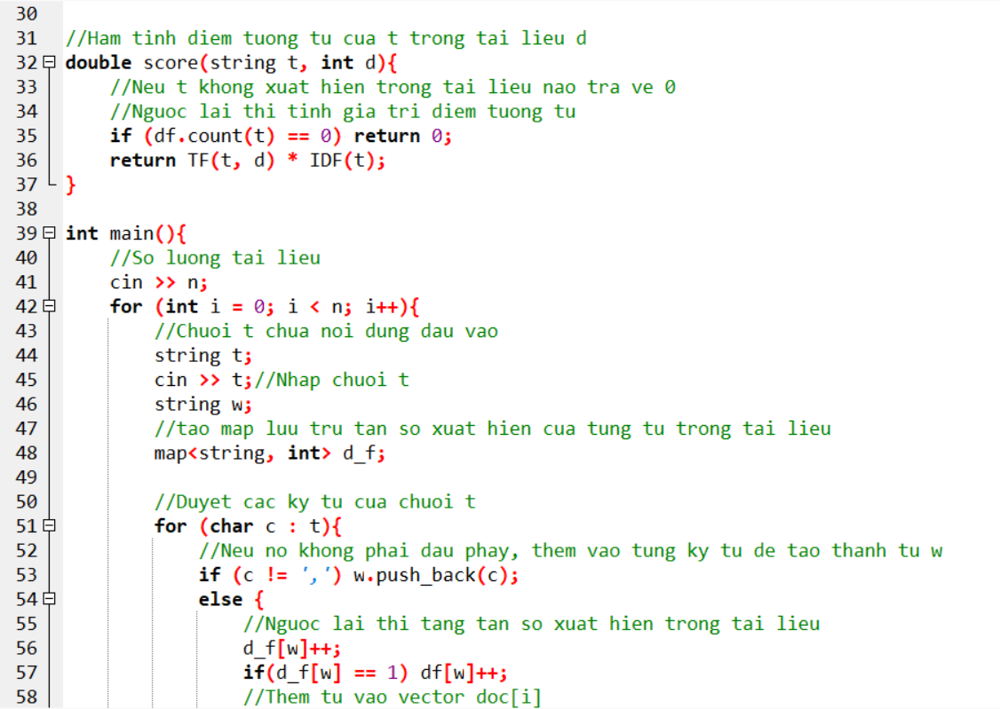 30
31 //Ham tinh diem tuong tu cua t trong tai lieu d
32 double score(string t, int d){
33 //Neu t khong xuat hien trong tai lieu nao tra ve 0
34 //Nguoc lai thi tinh gia tri diem tuong tu
35 if (df.count(t) == 0) return 0;
36 return TF(t, d) * IDF(t);
37 }
38
39 int main(){
40 //So luong tai lieu
41 cin >> n;
42 for (int i = 0; i < n; i++){
43 //Chuoi t chua noi dung dau vao
44 string t;
45 cin >> t;//Nhap chuoi t
46 string w;
47 //tao map luu tru tan so xuat hien cua tung tu trong tai lieu
48 map<string, int> d_f;
49
50 //Duyet cac ky tu cua chuoi t
51 for (char c : t){
52 //Neu no khong phai dau phay, them vao tung ky tu de tao thanh tu w
53 if (c != ',') w.push_back(c);
54 else {
55 //Nguoc lai thi tang tan so xuat hien trong tai lieu
56 d_f[w]++;
57 if(d_f[w] == 1) df[w]++;
58 //Them tu vao vector doc[i]